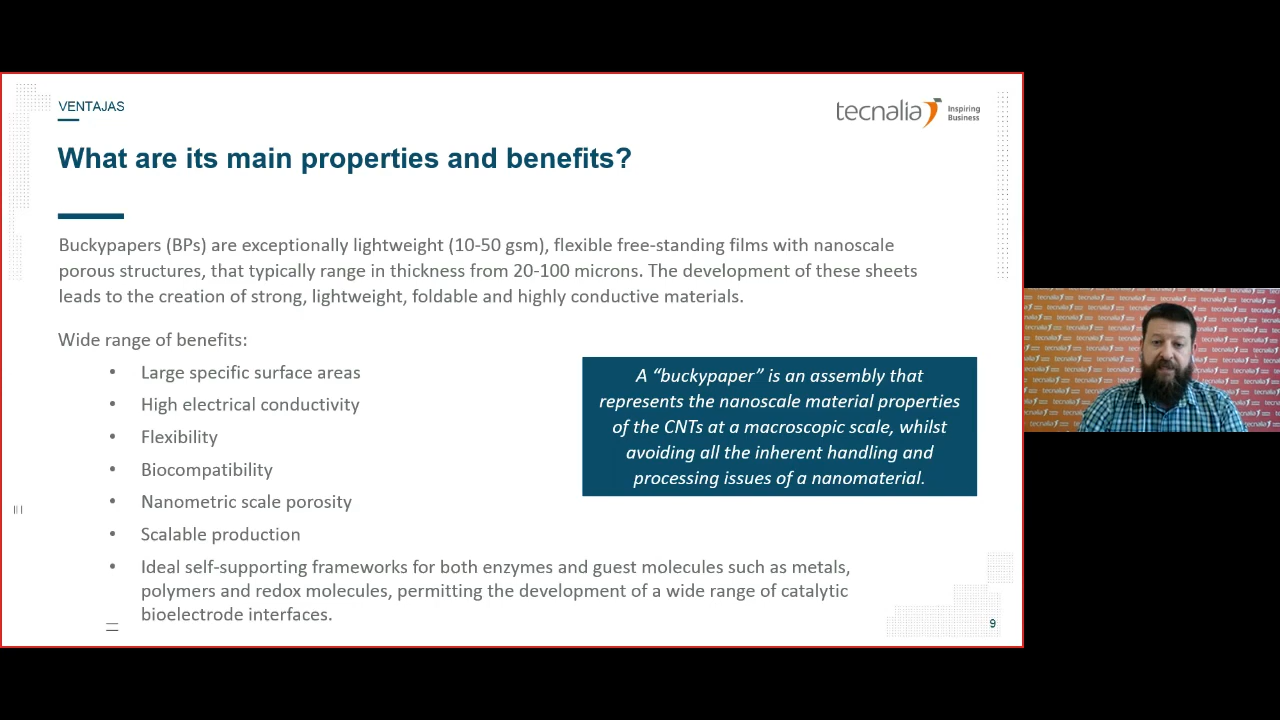 VENTAJAS
tecnalia Inspiring
Business
What are its main properties and benefits?
Buckypapers (BPs) are exceptionally lightweight (10-50 gsm), flexible free-standing films with nanoscale
porous structures, that typically range in thickness from 20-100 microns. The development of these sheets
leads to the creation of strong, lightweight, foldable and highly conductive materials.
Wide range of benefits:
• Large specific surface areas
• High electrical conductivity
• Flexibility
• Biocompatibility
• Nanometric scale porosity
• Scalable production
• Ideal self-supporting frameworks for both enzymes and guest molecules such as metals,
polymers and redox molecules, permitting the development of a wide range of catalytic
bioelectrode interfaces.
A “buckypaper” is an assembly that
represents the nanoscale material properties
of the CNTs at a macroscopic scale, whilst
avoiding all the inherent handling and
processing issues of a nanomaterial.
9
tecnalia